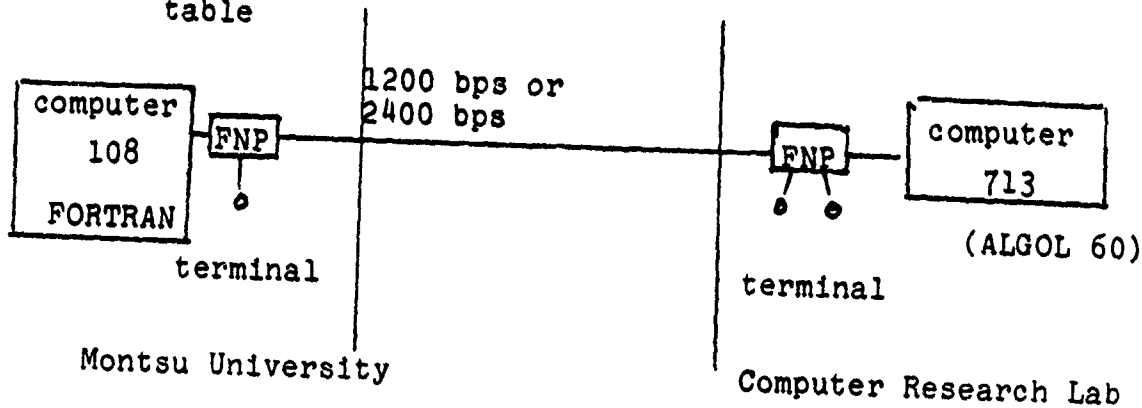 table
1200 bps or
2400 bps
computer
108
FORTRAN
FNP
terminal
FNP
computer
713
(ALGOL 60)
terminal
Montsu University
Computer Research Lab